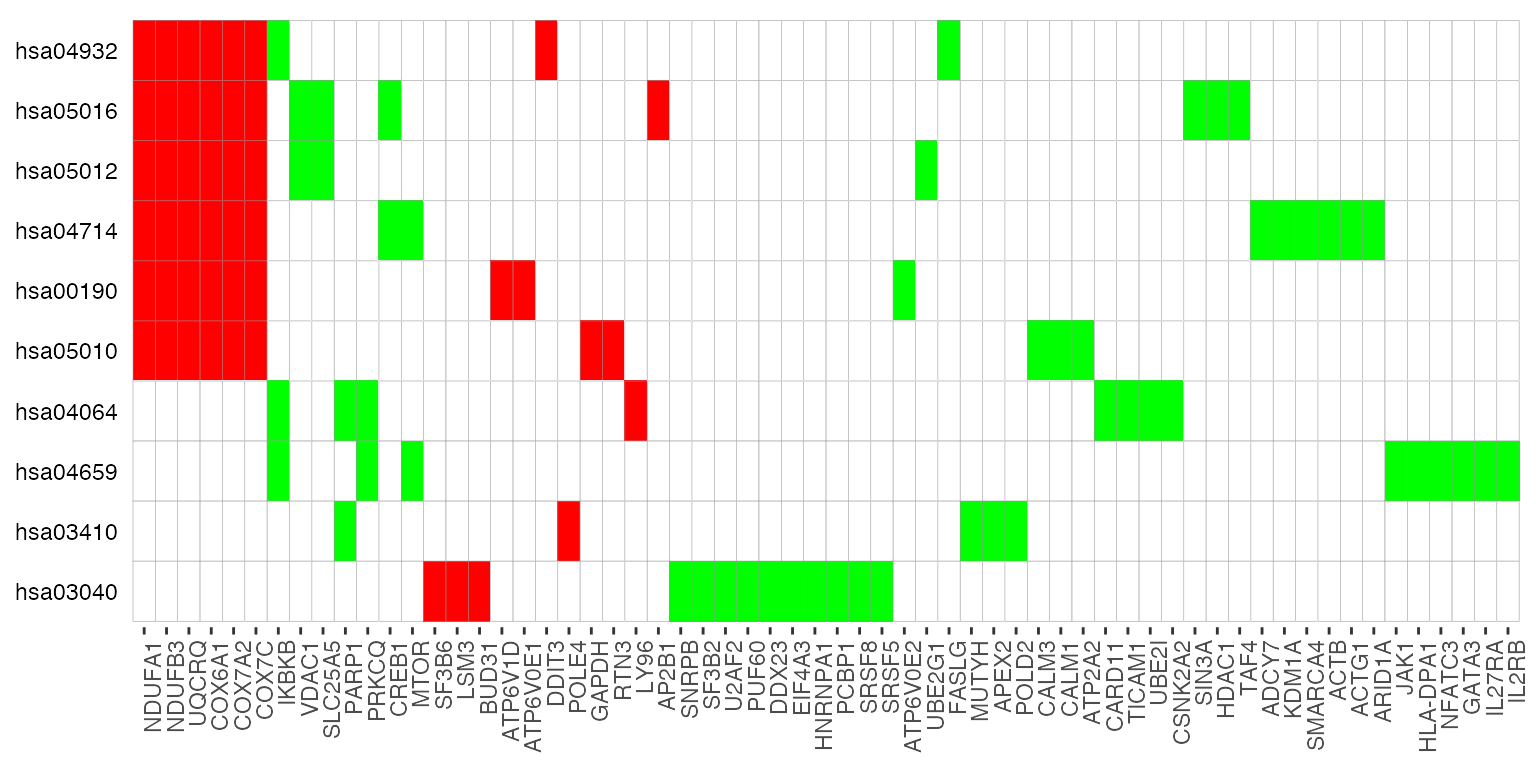 hsa04932
hsa05016
hsa05012
hsa04714
hsa00190
hsa05010
hsa04064
hsa04659
hsa03410
hsa03040
NDUFA1
NDUFB3
UQCRQ
COX6A1
COX7A2
COX7C
IKBKB
VDAC1
SLC25A5
PARP1
PRKCQ
CREB1
MTOR
SF3B6
LSM3
BUD31
ATP6V1D
ATP6V0E1
DDIT3
POLE4
GAPDH
RTN3
LY96
AP2B1
SNRPB
SF3B2
U2AF2
PUF60
DDX23
EIF4A3
HNRNPA1
PCBP1
SRSF8
SRSF5
ATP6V0E2
UBE2G1
FASLG
MUTYH
APEX2
POLD2
CALM3
CALM1
ATP2A2
CARD11
TICAM1
UBE2I
CSNK2A2
SIN3A
HDAC1
TAF4
ADCY7
KDM1A
SMARCA4
ACTB
ACTG1
ARID1A
JAK1
HLA-DPA1
NFATC3
GATA3
IL27RA
IL2RB